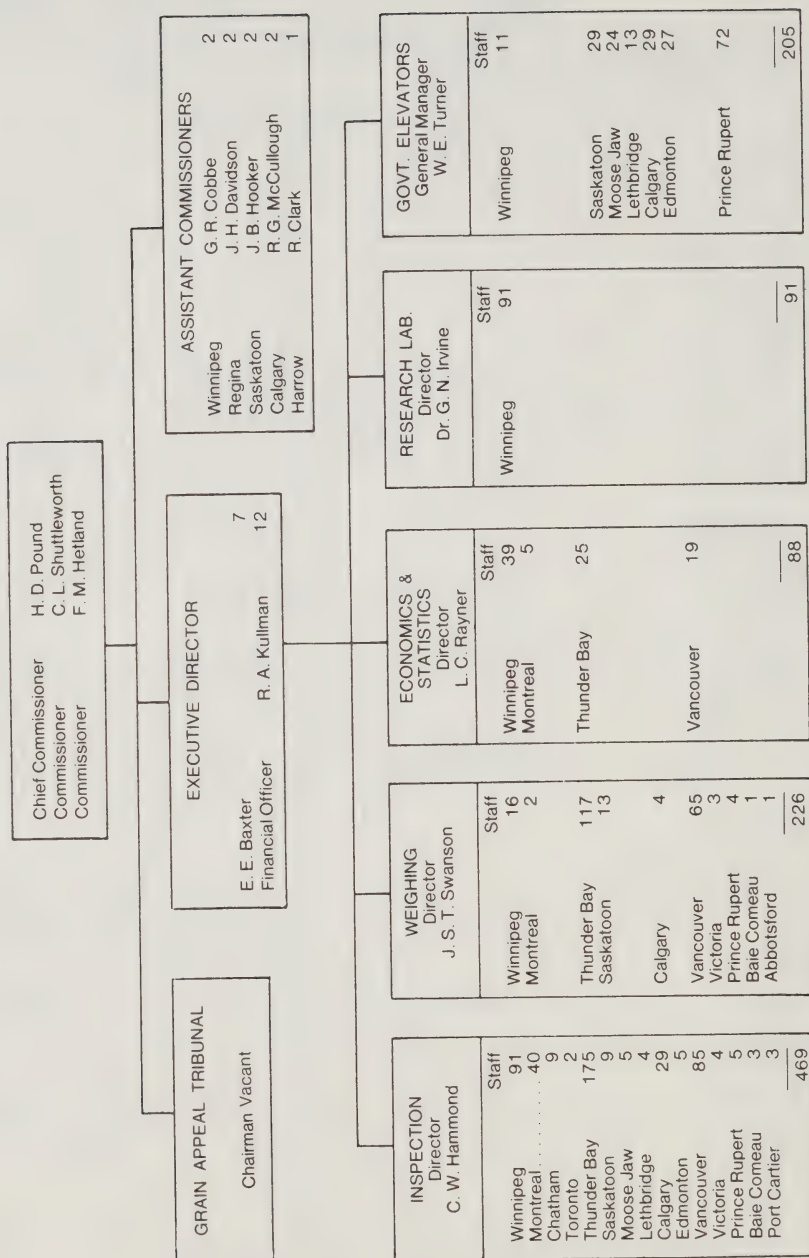 Chief Commissioner H. D. Pound
Commissioner C. L. Shuttleworth
Commissioner F. M. Hetland
GRAIN APPEAL TRIBUNAL
Chairman Vacant
EXECUTIVE DIRECTOR
E. E. Baxter 7
Financial Officer R. A. Kullman 12
ASSISTANT COMMISSIONERS
Winnipeg G. R. Cobbe 2
Regina J. H. Davidson 2
Saskatoon J. B. Hooker 2
Calgary R. G. McCullough 2
Harrow R. Clark 1
INSPECTION
Director
C. W. Hammond
Staff
Winnipeg 91
Montreal.......... 40
Chatham 9
Toronto 2
Thunder Bay 175
Saskatoon 9
Moose Jaw 5
Lethbridge 4
Calgary 29
Edmonton 5
Vancouver 85
Victoria 4
Prince Rupert 5
Baie Comeau 3
Port Cartier 3
469
WEIGHING
Director
J. S. T. Swanson
Staff
Winnipeg 16
Montreal 2
Thunder Bay 117
Saskatoon 13
Calgary 4
Vancouver 65
Victoria 3
Prince Rupert 4
Baie Comeau 1
Abbotsford 1
226
ECONOMICS &
STATISTICS
Director
L. C. Rayner
Staff
Winnipeg 39
Montreal 5
Thunder Bay 25
Vancouver 19
88
RESEARCH LAB.
Director
Dr. G. N. Irvine
Staff
Winnipeg 91
91
GOVT. ELEVATORS
General Manager
W. E. Turner
Staff
Winnipeg 11
Saskatoon 29
Moose Jaw 24
Lethbridge 13
Calgary 29
Edmonton 27
Prince Rupert 72
205